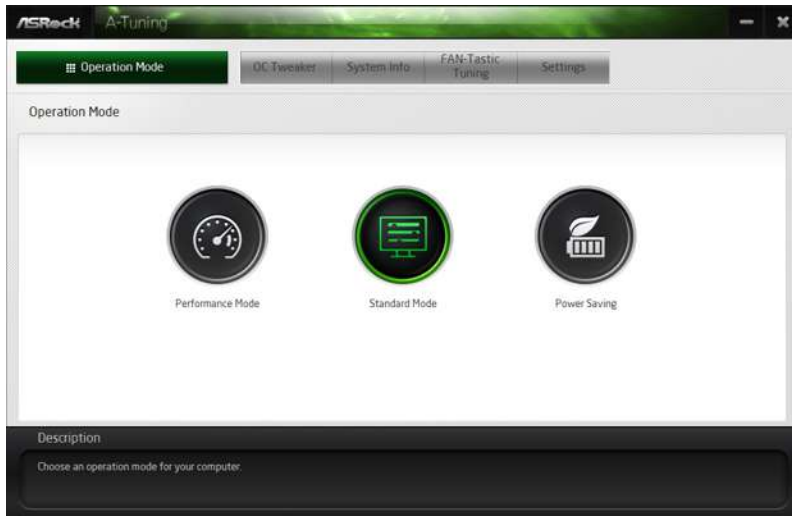 ASRock A-Tuning
Operation Mode OC Tweaker System Info FAN-Tastic
Tuning Settings
Operation Mode
Performance Mode Standard Mode Power Saving
Description
Choose an operation mode for your computer.